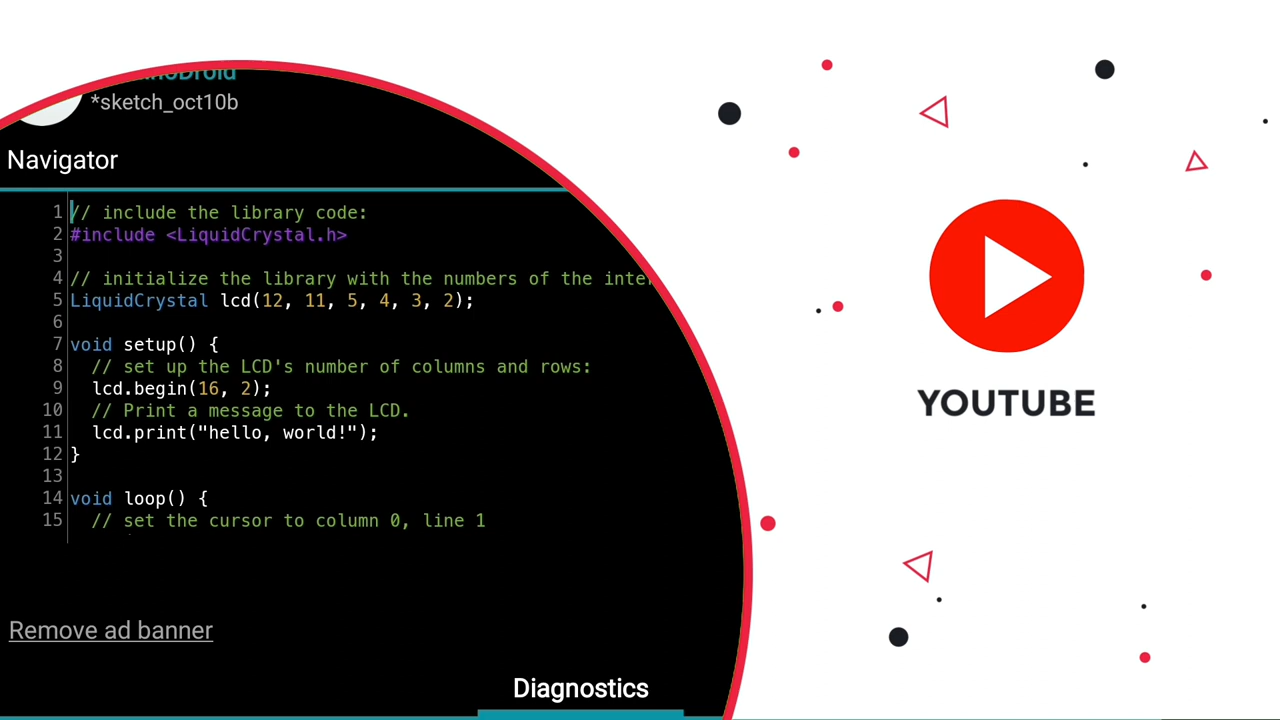 *sketch_oct10b
Navigator
1 // include the library code:
2 #include <LiquidCrystal.h>
3
4 // initialize the library with the numbers of the
5 LiquidCrystal lcd(12, 11, 5, 4, 3, 2);
6
7 void setup() {
8 // set up the LCD's number of columns and rows:
9 lcd.begin(16, 2);
10 // Print a message to the LCD.
11 lcd.print("hello, world!");
12 }
13
14 void loop() {
15 // set the cursor to column 0, line 1
Remove ad banner
Diagnostics
YOUTUBE